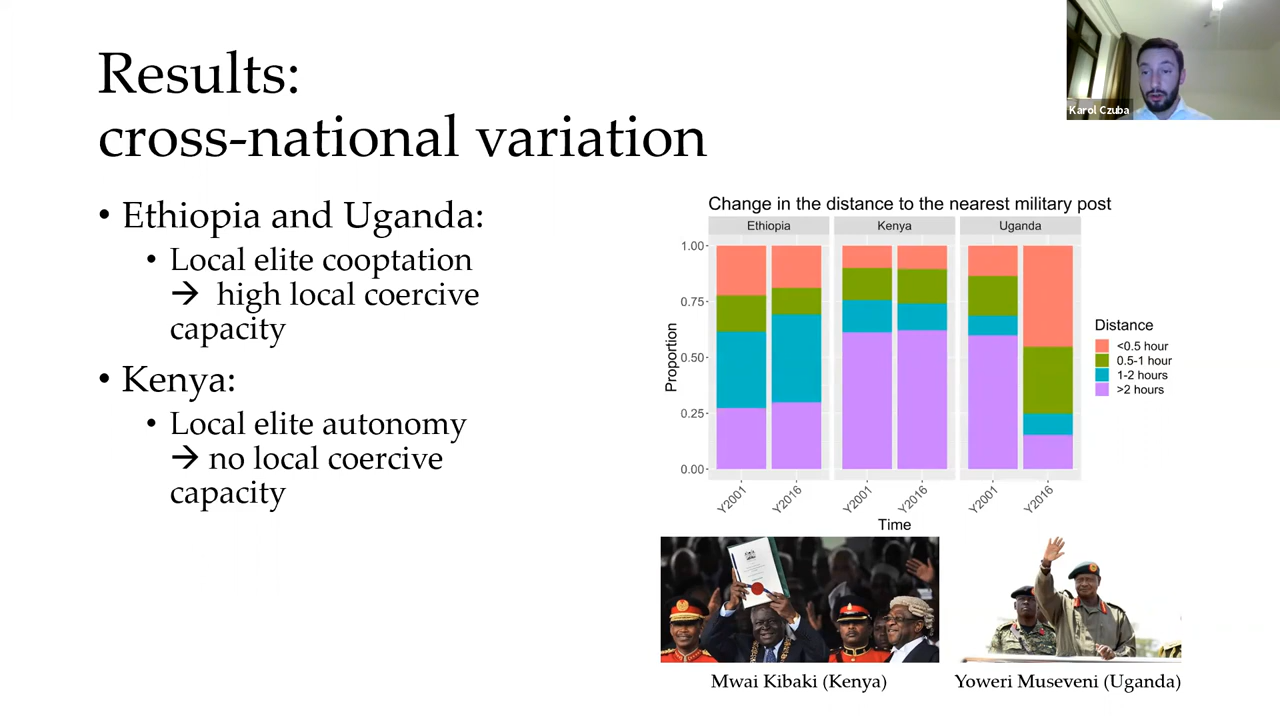 Results:
cross-national variation
Karol Czuba
• Ethiopia and Uganda:
• Local elite cooptation
→ high local coercive
capacity
• Kenya:
• Local elite autonomy
→ no local coercive
capacity
Change in the distance to the nearest military post
Ethiopia Kenya Uganda
Proportion
1.00
0.75
0.50
0.25
0.00
Y2001 Y2016 Y2001 Y2016 Y2001 Y2016
Time
Distance
<0.5 hour
0.5-1 hour
1-2 hours
>2 hours
Mwai Kibaki (Kenya)
Yoweri Museveni (Uganda)